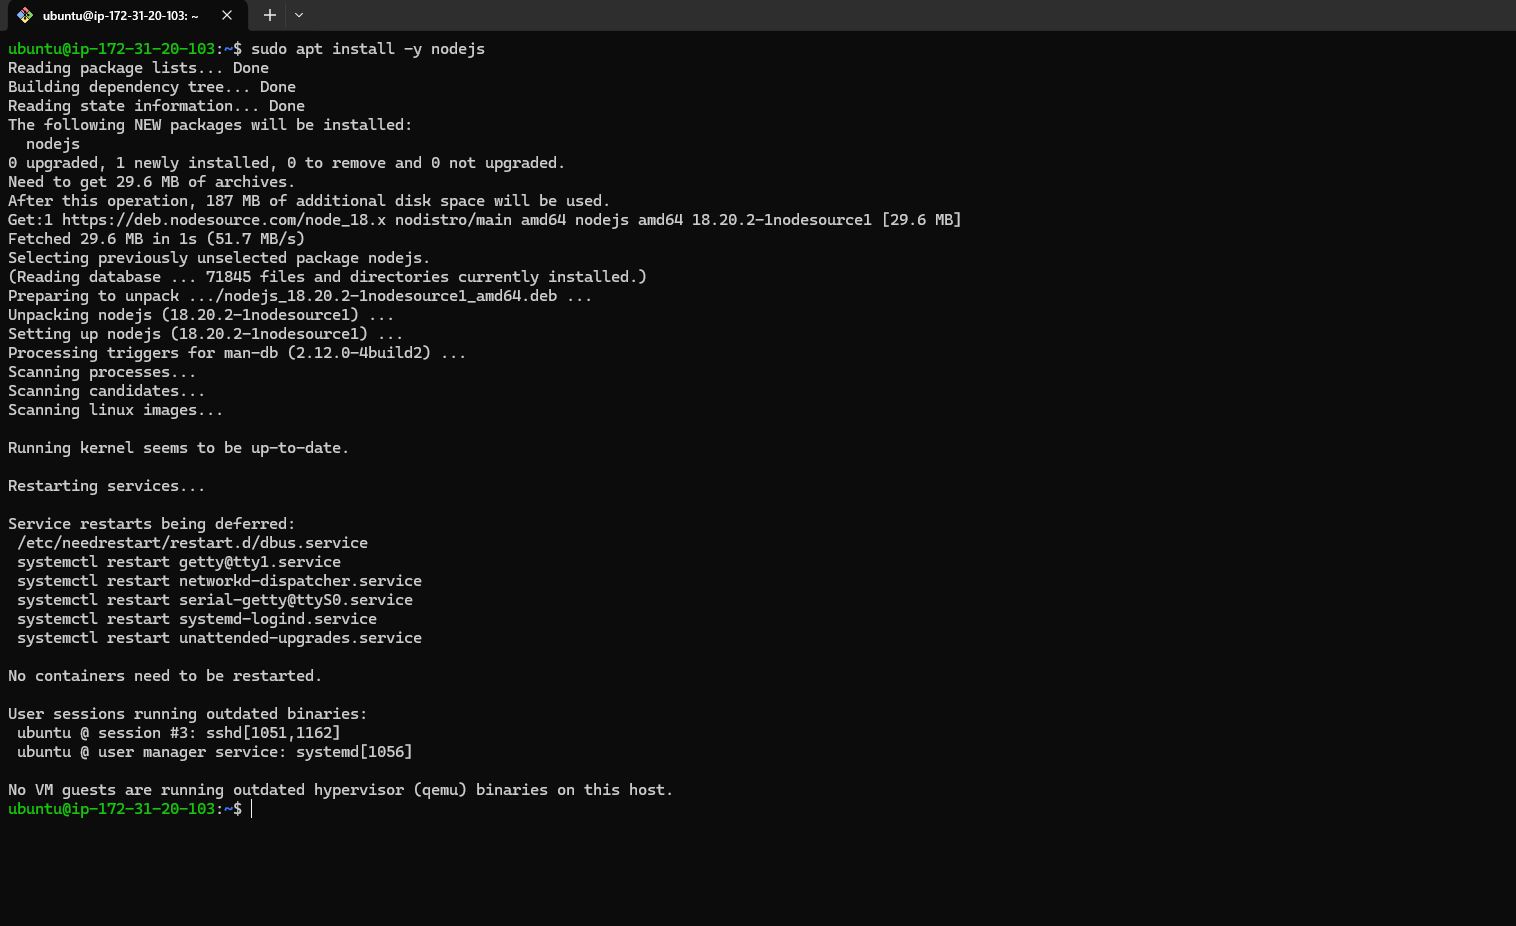 ubuntu@ip-172-31-20-103: ~
ubuntu@ip-172-31-20-103:~$ sudo apt install -y nodejs
Reading package lists... Done
Building dependency tree... Done
Reading state information... Done
The following NEW packages will be installed:
  nodejs
0 upgraded, 1 newly installed, 0 to remove and 0 not upgraded.
Need to get 29.6 MB of archives.
After this operation, 187 MB of additional disk space will be used.
Get:1 https://deb.nodesource.com/node_18.x nodistro/main amd64 nodejs amd64 18.20.2-1nodesource1 [29.6 MB]
Fetched 29.6 MB in 1s (51.7 MB/s)
Selecting previously unselected package nodejs.
(Reading database ... 71845 files and directories currently installed.)
Preparing to unpack .../nodejs_18.20.2-1nodesource1_amd64.deb ...
Unpacking nodejs (18.20.2-1nodesource1) ...
Setting up nodejs (18.20.2-1nodesource1) ...
Processing triggers for man-db (2.12.0-4build2) ...
Scanning processes...
Scanning candidates...
Scanning linux images...

Running kernel seems to be up-to-date.

Restarting services...

Service restarts being deferred:
 /etc/needrestart/restart.d/dbus.service
 systemctl restart getty@tty1.service
 systemctl restart networkd-dispatcher.service
 systemctl restart serial-getty@ttyS0.service
 systemctl restart systemd-logind.service
 systemctl restart unattended-upgrades.service

No containers need to be restarted.

User sessions running outdated binaries:
 ubuntu @ session #3: sshd[1051,1162]
 ubuntu @ user manager service: systemd[1056]

No VM guests are running outdated hypervisor (qemu) binaries on this host.
ubuntu@ip-172-31-20-103:~$